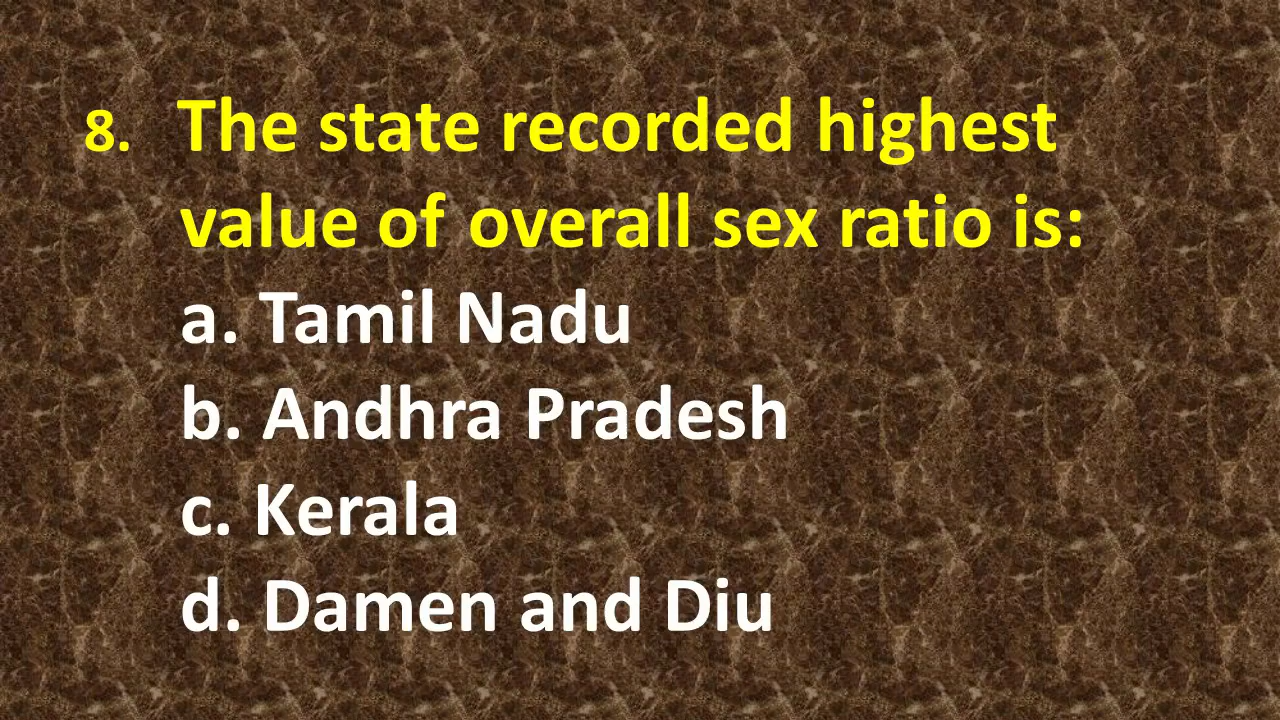 8. The state recorded highest
value of overall sex ratio is:
a. Tamil Nadu
b. Andhra Pradesh
c. Kerala
d. Damen and Diu